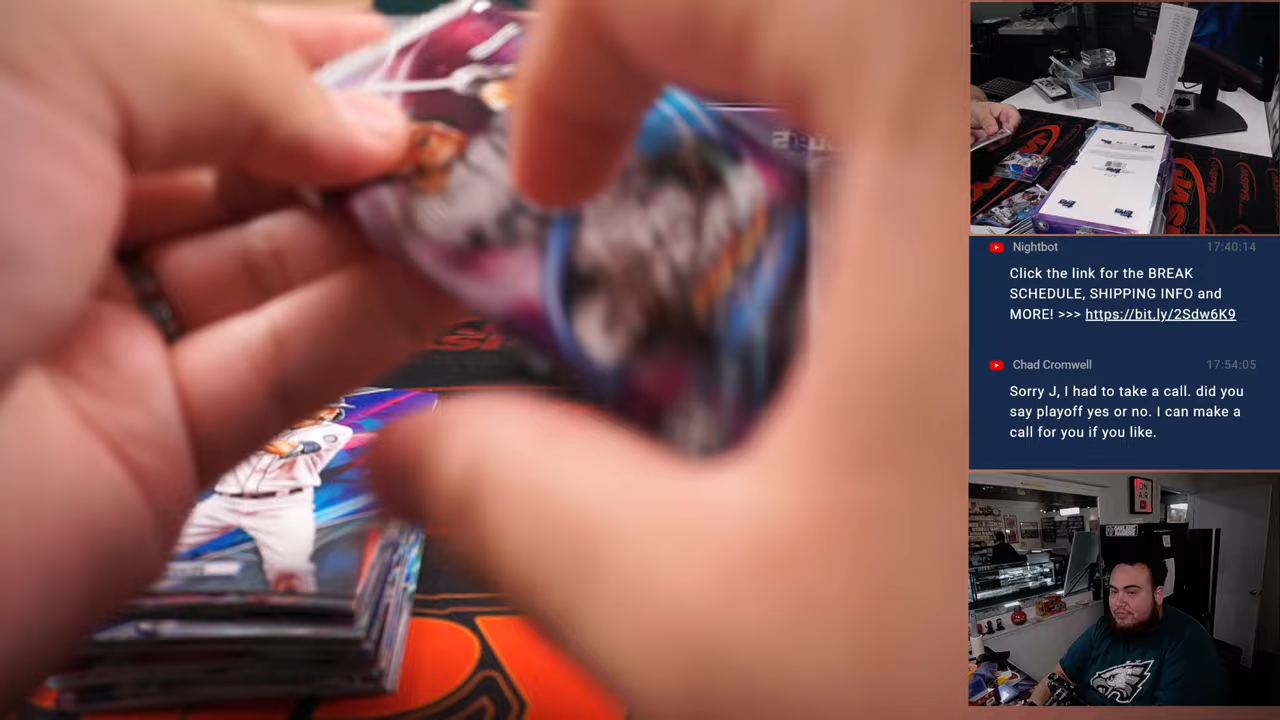 Nightbot 17:40:14
Click the link for the BREAK
SCHEDULE, SHIPPING INFO and
MORE! >>> https://bit.ly/2Sdw6K9
Chad Cromwell 17:54:05
Sorry J, I had to take a call. did you
say playoff yes or no. I can make a
call for you if you like.
ON
AIR